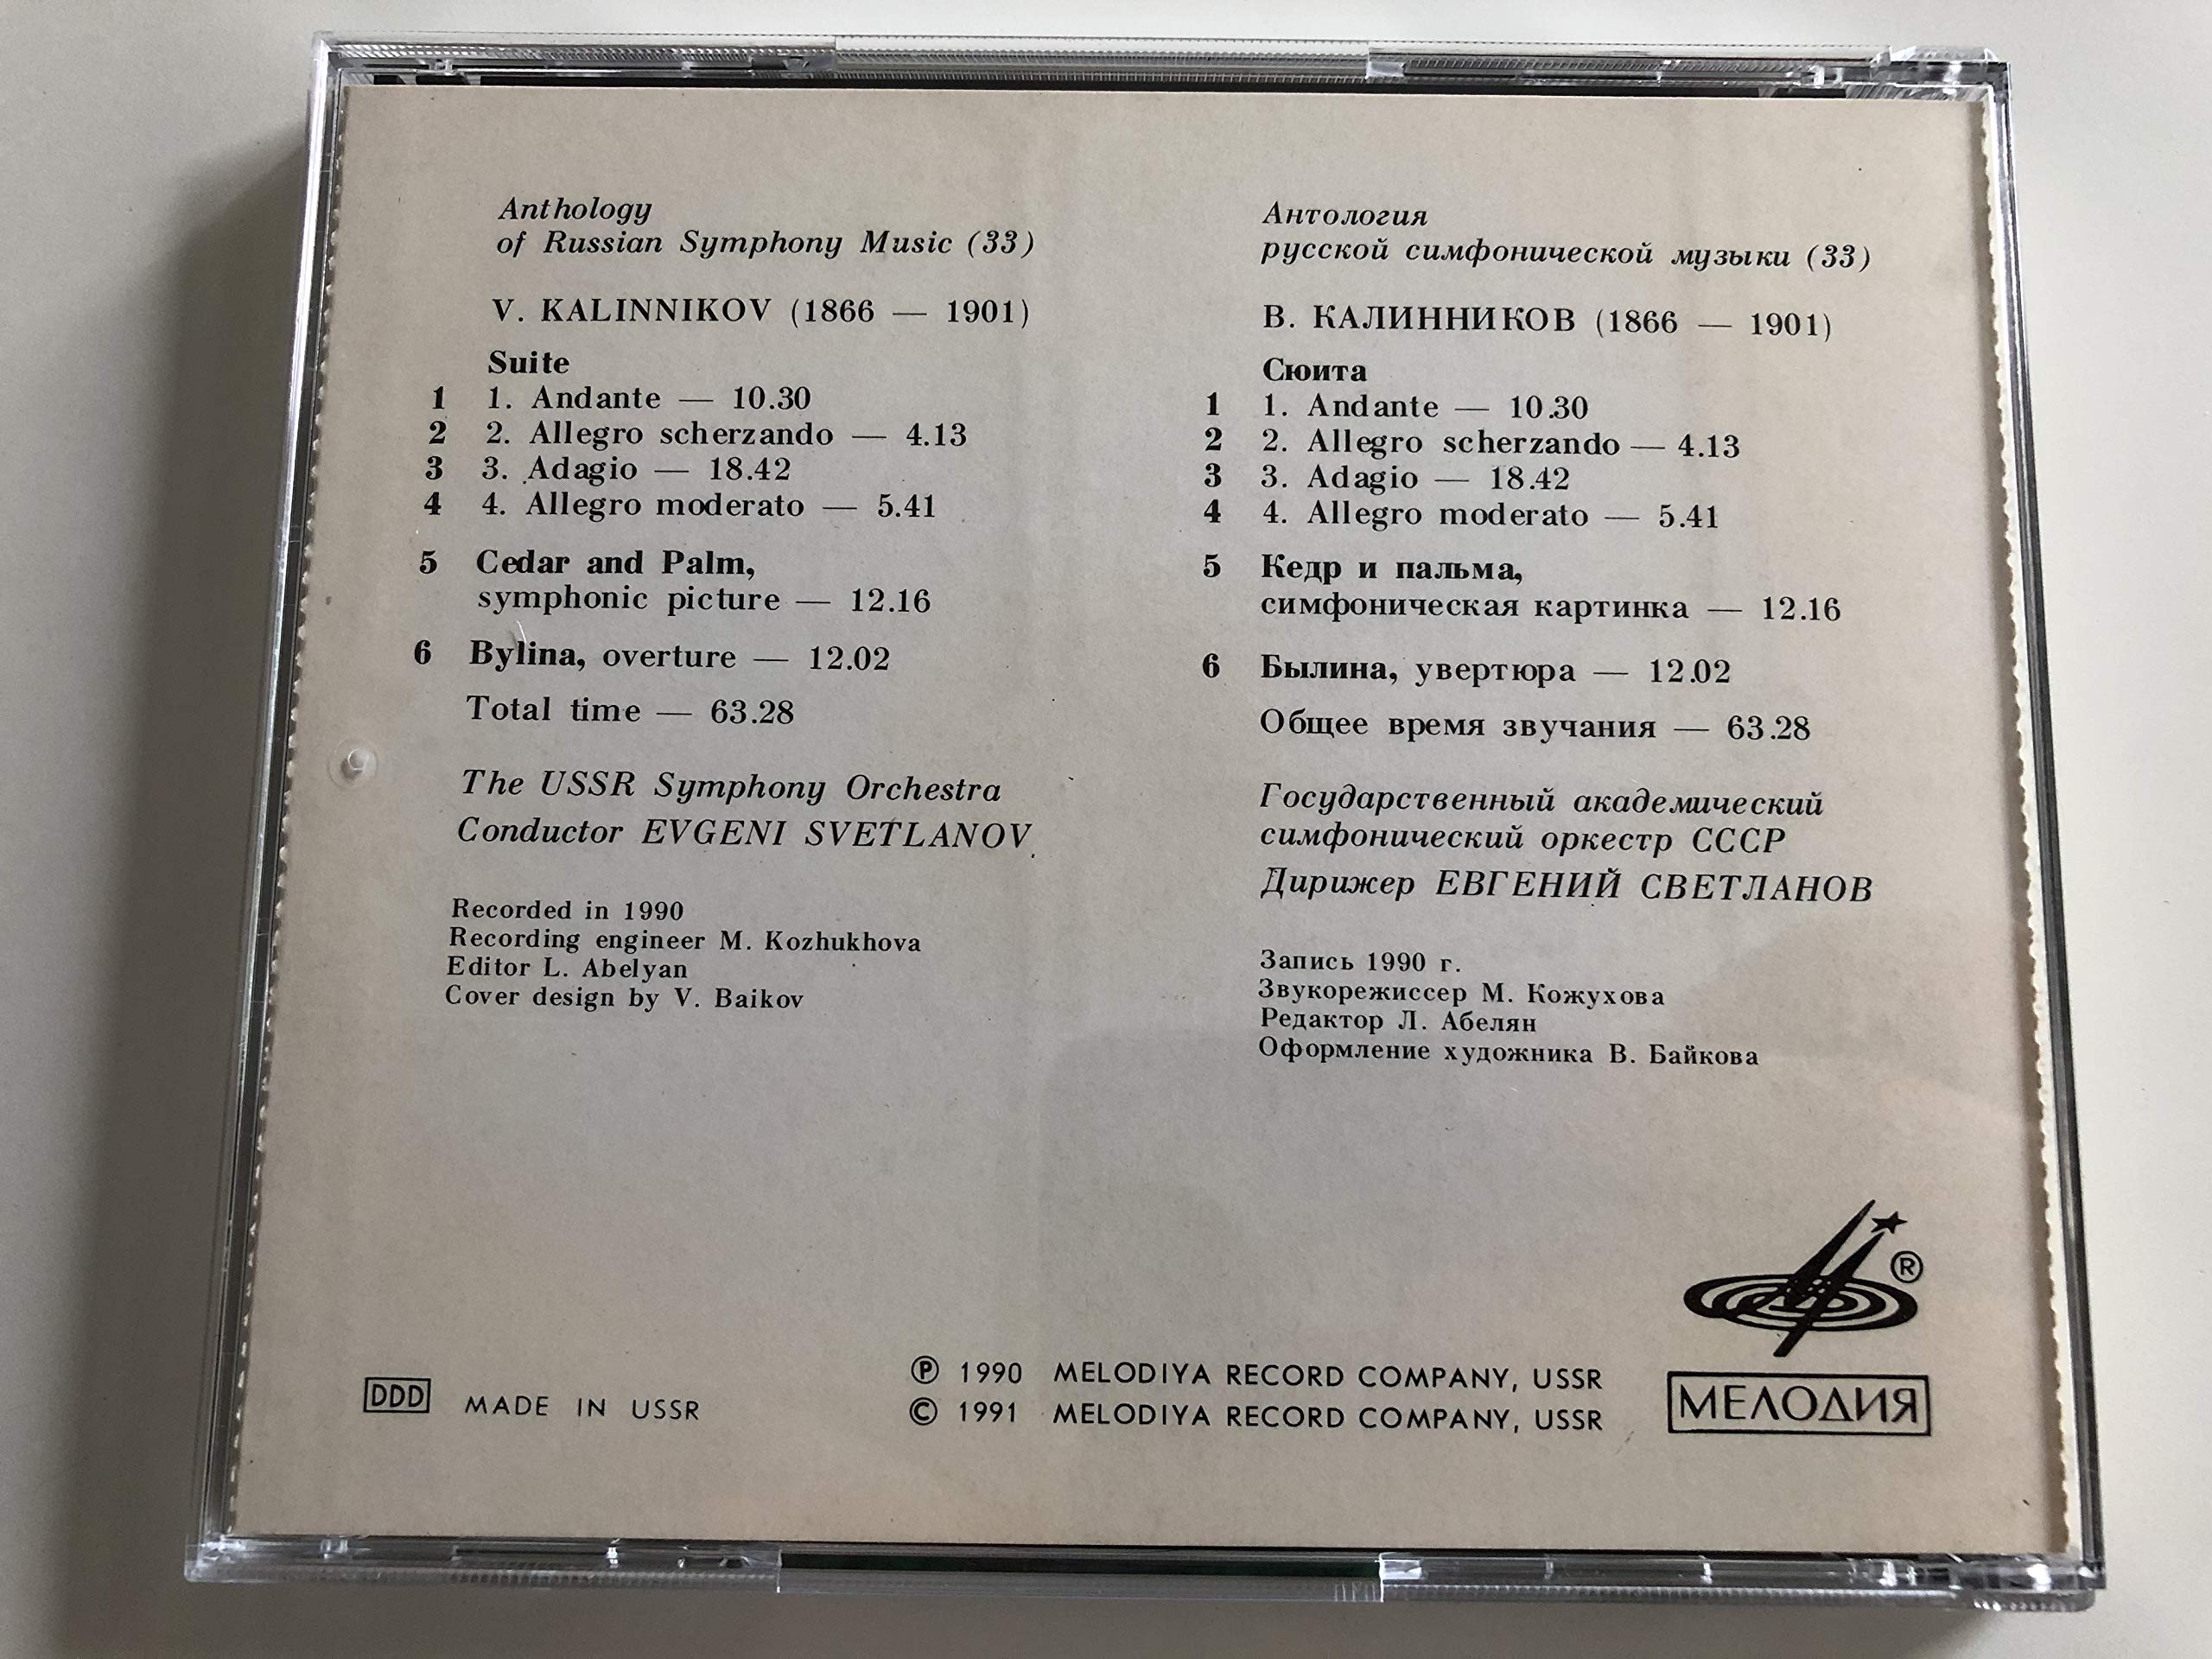 Anthology
of Russian Symphony Music (33)
V. KALINNIKOV (1866 — 1901)
Suite
1 1. Andante — 10.30
2 2. Allegro scherzando — 4.13
3 3. Adagio — 18.42
4 4. Allegro moderato — 5.41
5 Cedar and Palm,
symphonic picture — 12.16
6 Bylina, overture — 12.02
Total time — 63.28
The USSR Symphony Orchestra
Conductor EVGENI SVETLANOV
Recorded in 1990
Recording engineer M. Kozhukhova
Editor L. Abelyan
Cover design by V. Baikov
Антология
русской симфонической музыки (33)
В. КАЛИННИКОВ (1866 — 1901)
Сюита
1 1. Andante — 10.30
2 2. Allegro scherzando — 4.13
3 3. Adagio — 18.42
4 4. Allegro moderato — 5.41
5 Кедр и пальма,
симфоническая картинка — 12.16
6 Былина, увертюра — 12.02
Общее время звучания — 63.28
Государственный академический
симфонический оркестр СССР
Дирижер ЕВГЕНИЙ СВЕТЛАНОВ
Запись 1990 г.
Звукорежиссер М. Кожухова
Редактор Л. Абелян
Оформление художника В. Байкова
DDD MADE IN USSR
℗ 1990 MELODIYA RECORD COMPANY, USSR
© 1991 MELODIYA RECORD COMPANY, USSR
®
МЕЛОДИЯ